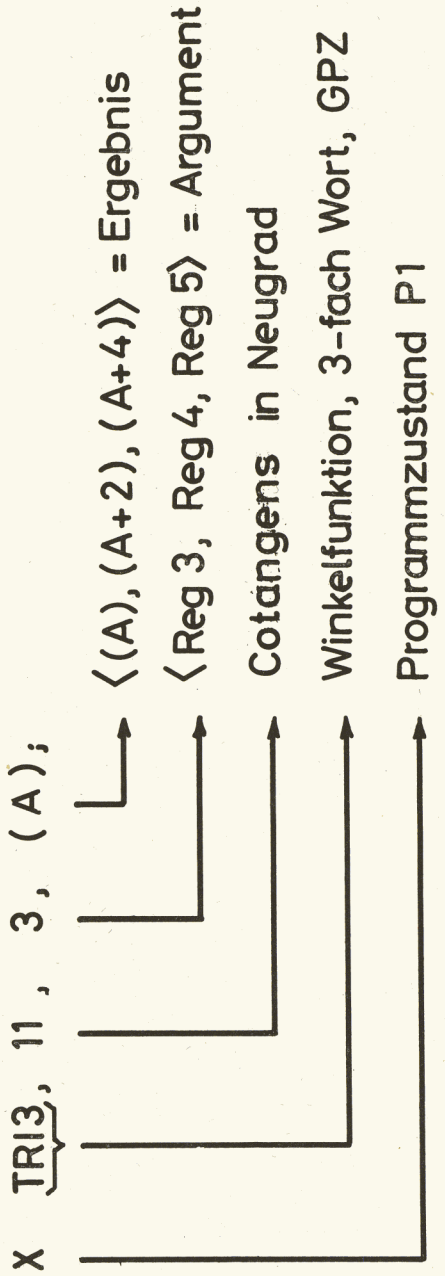 X TRI3, 11, 3, (A);
⟨(A), (A+2), (A+4)⟩ = Ergebnis
⟨Reg 3, Reg 4, Reg 5⟩ = Argument
Cotangens in Neugrad
Winkelfunktion, 3-fach Wort, GPZ
Programmzustand P1